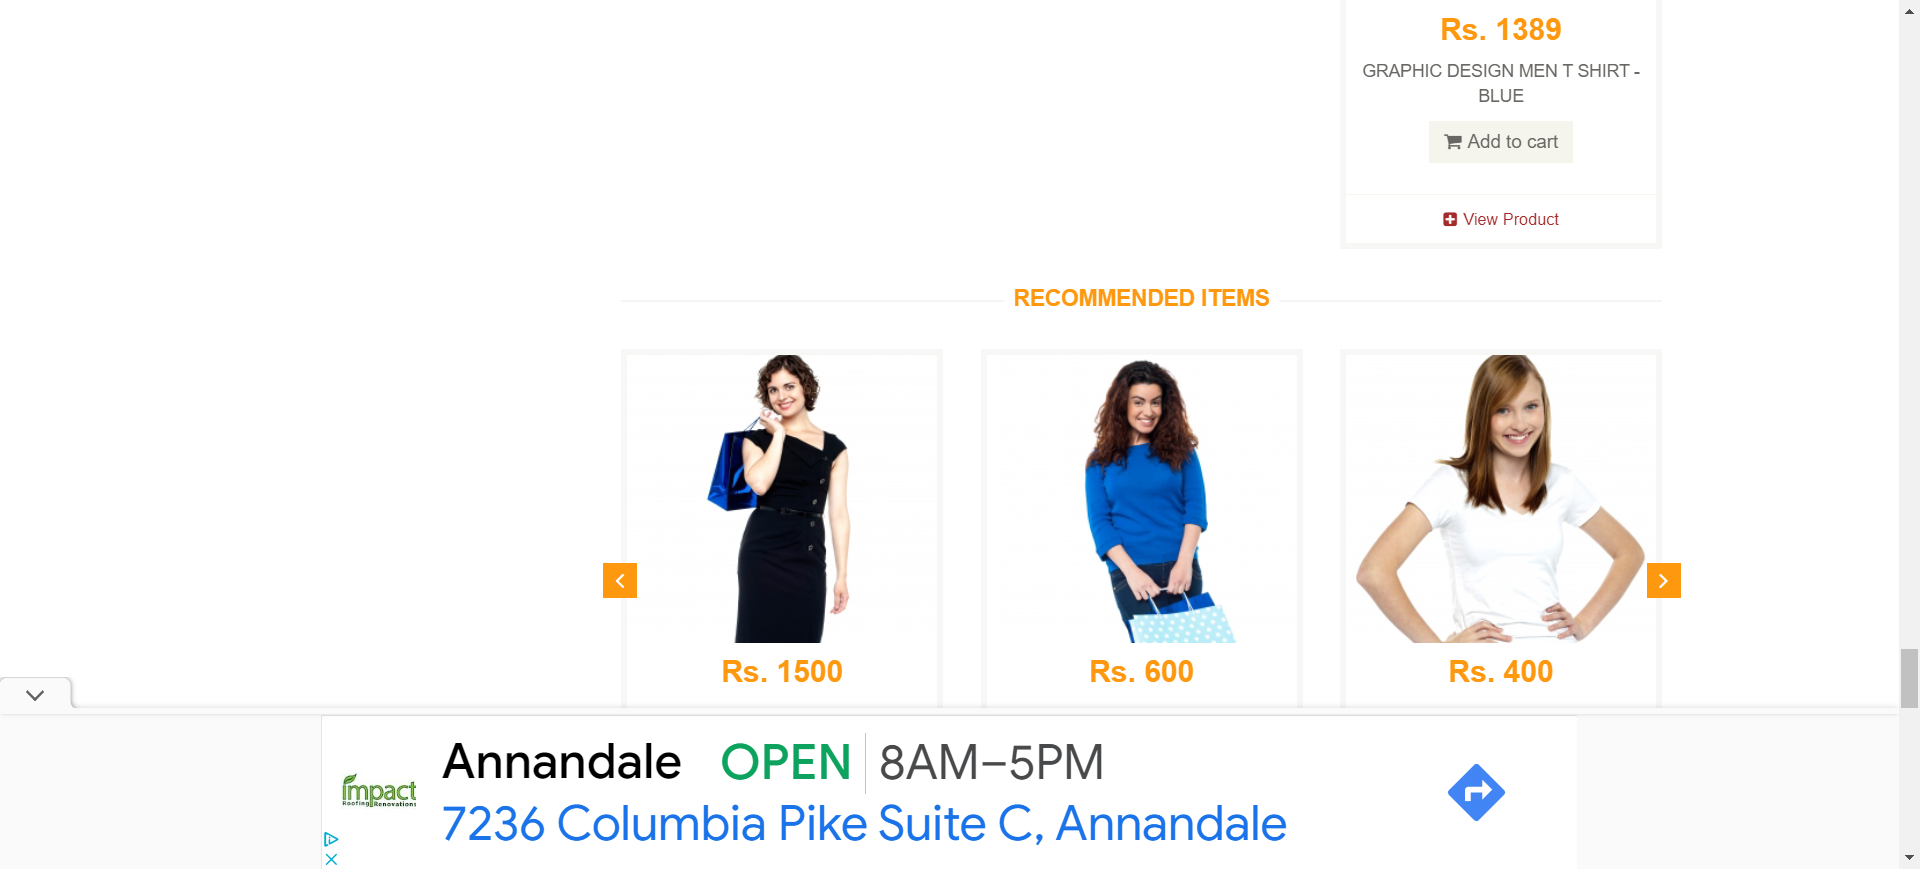 Rs. 1389
GRAPHIC DESIGN MEN T SHIRT -
BLUE
Add to cart
View Product
RECOMMENDED ITEMS
Rs. 1500
Rs. 600
Rs. 400
Annandale OPEN 8AM–5PM
impact
Roofing Renovations
7236 Columbia Pike Suite C, Annandale